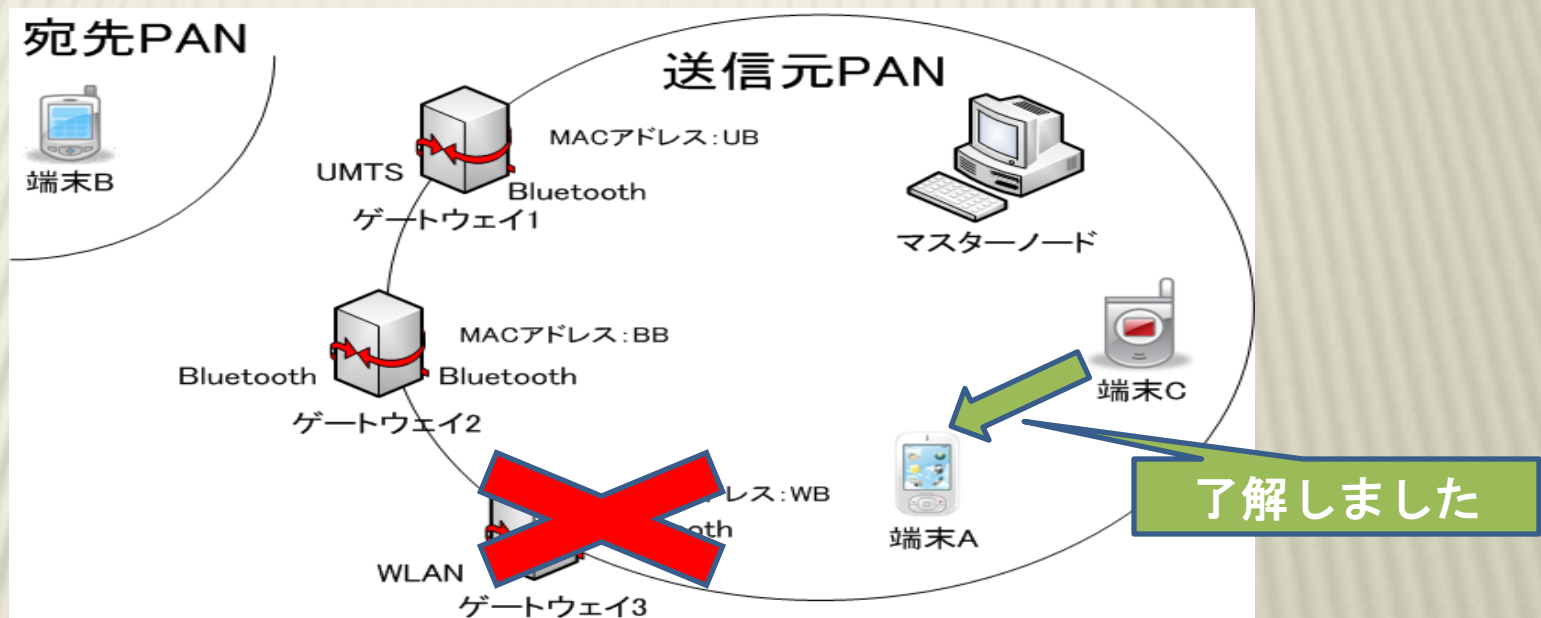 宛先PAN
送信元PAN
端末B
MACアドレス:UB
UMTS
Bluetooth
ゲートウェイ1
マスターノード
MACアドレス:BB
Bluetooth
Bluetooth
ゲートウェイ2
端末C
レス:WB
oth
了解しました
端末A
WLAN
ゲートウェイ3